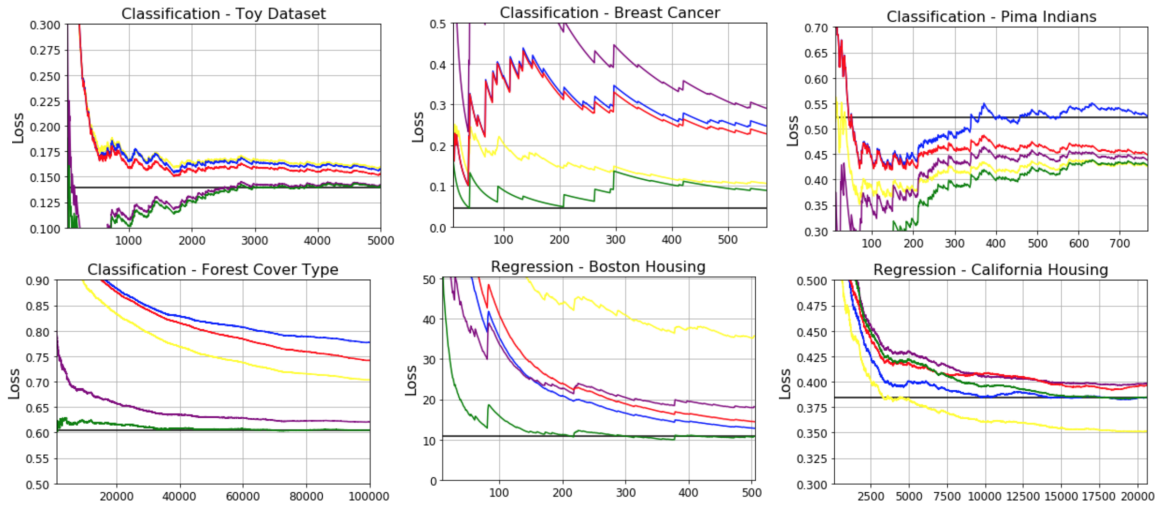 Classification - Toy Dataset
0.300
0.275
0.250
0.225
0.200
0.175
0.150
0.125
0.100
Loss
1000 2000 3000 4000 5000
Classification - Breast Cancer
0.5
0.4
0.3
0.2
0.1
0.0
Loss
100 200 300 400 500
Classification - Pima Indians
0.70
0.65
0.60
0.55
0.50
0.45
0.40
0.35
0.30
Loss
100 200 300 400 500 600 700
Classification - Forest Cover Type
0.90
0.85
0.80
0.75
0.70
0.65
0.60
0.55
0.50
Loss
20000 40000 60000 80000 100000
Regression - Boston Housing
50
40
30
20
10
0
Loss
100 200 300 400 500
Regression - California Housing
0.500
0.475
0.450
0.425
0.400
0.375
0.350
0.325
0.300
Loss
2500 5000 7500 10000 12500 15000 17500 20000